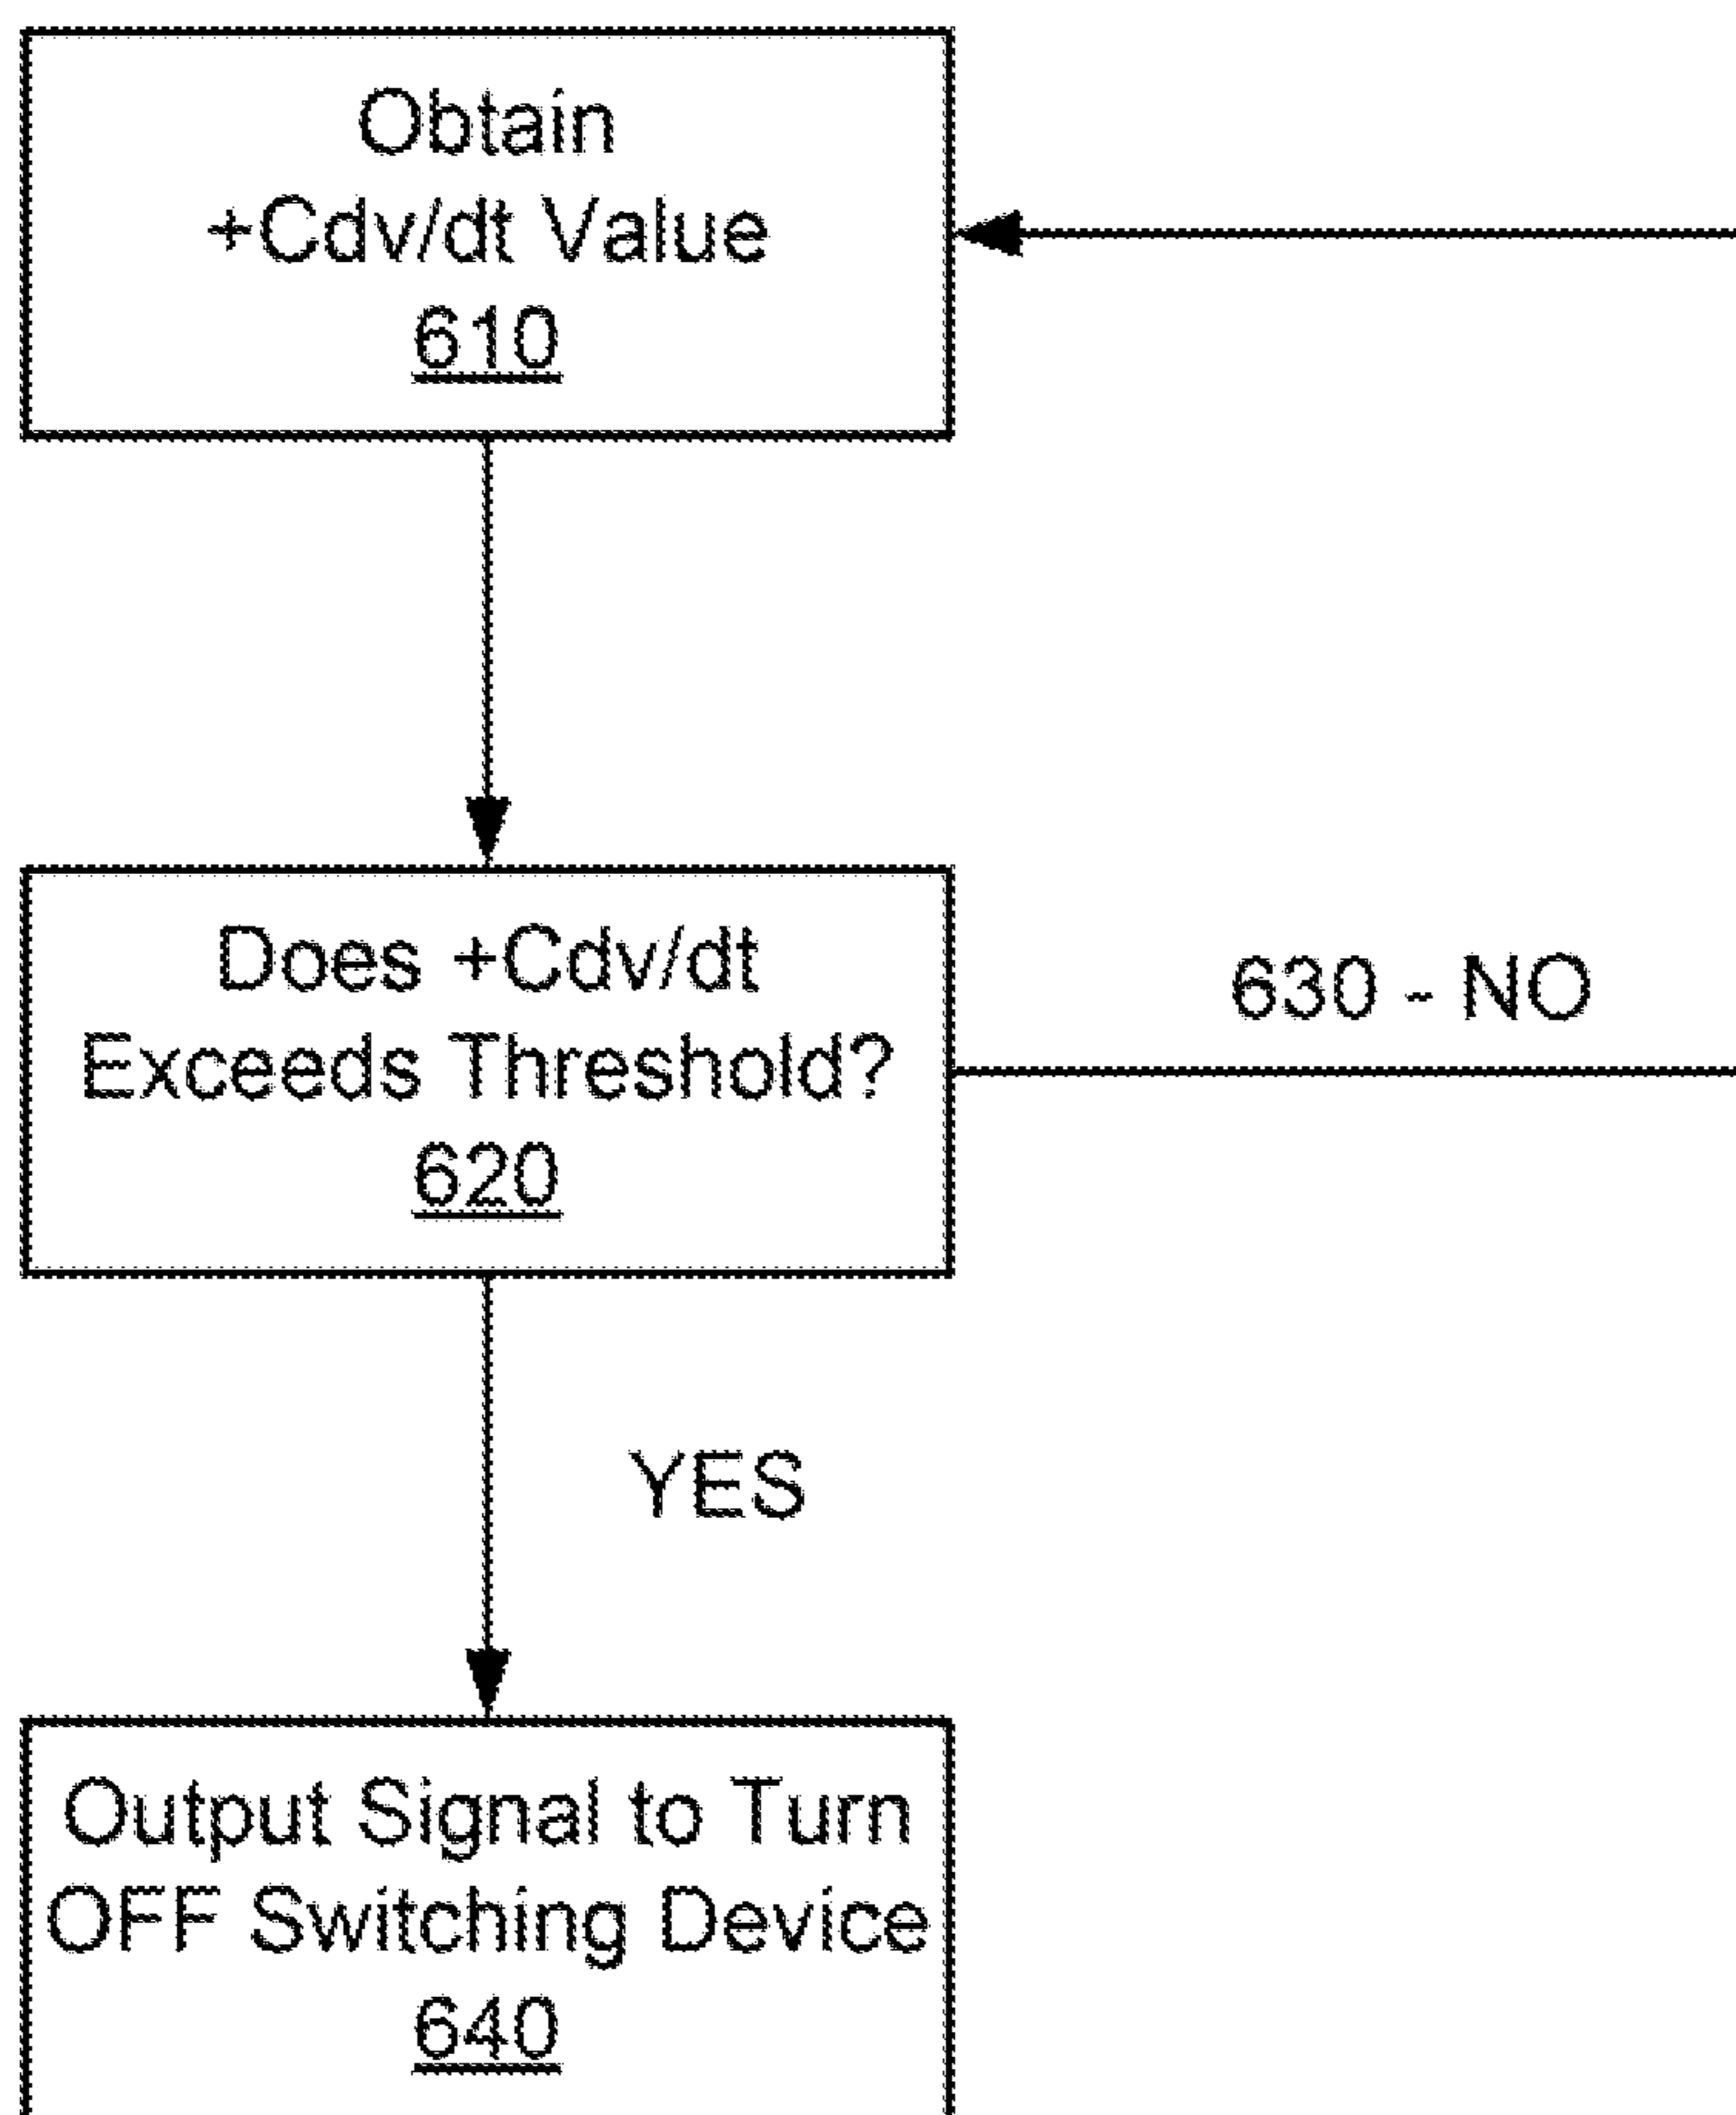 Obtain
+Cdv/dt Value
610
Does +Cdv/dt
Exceeds Threshold?
620
630 - NO
YES
Output Signal to Turn
OFF Switching Device
640